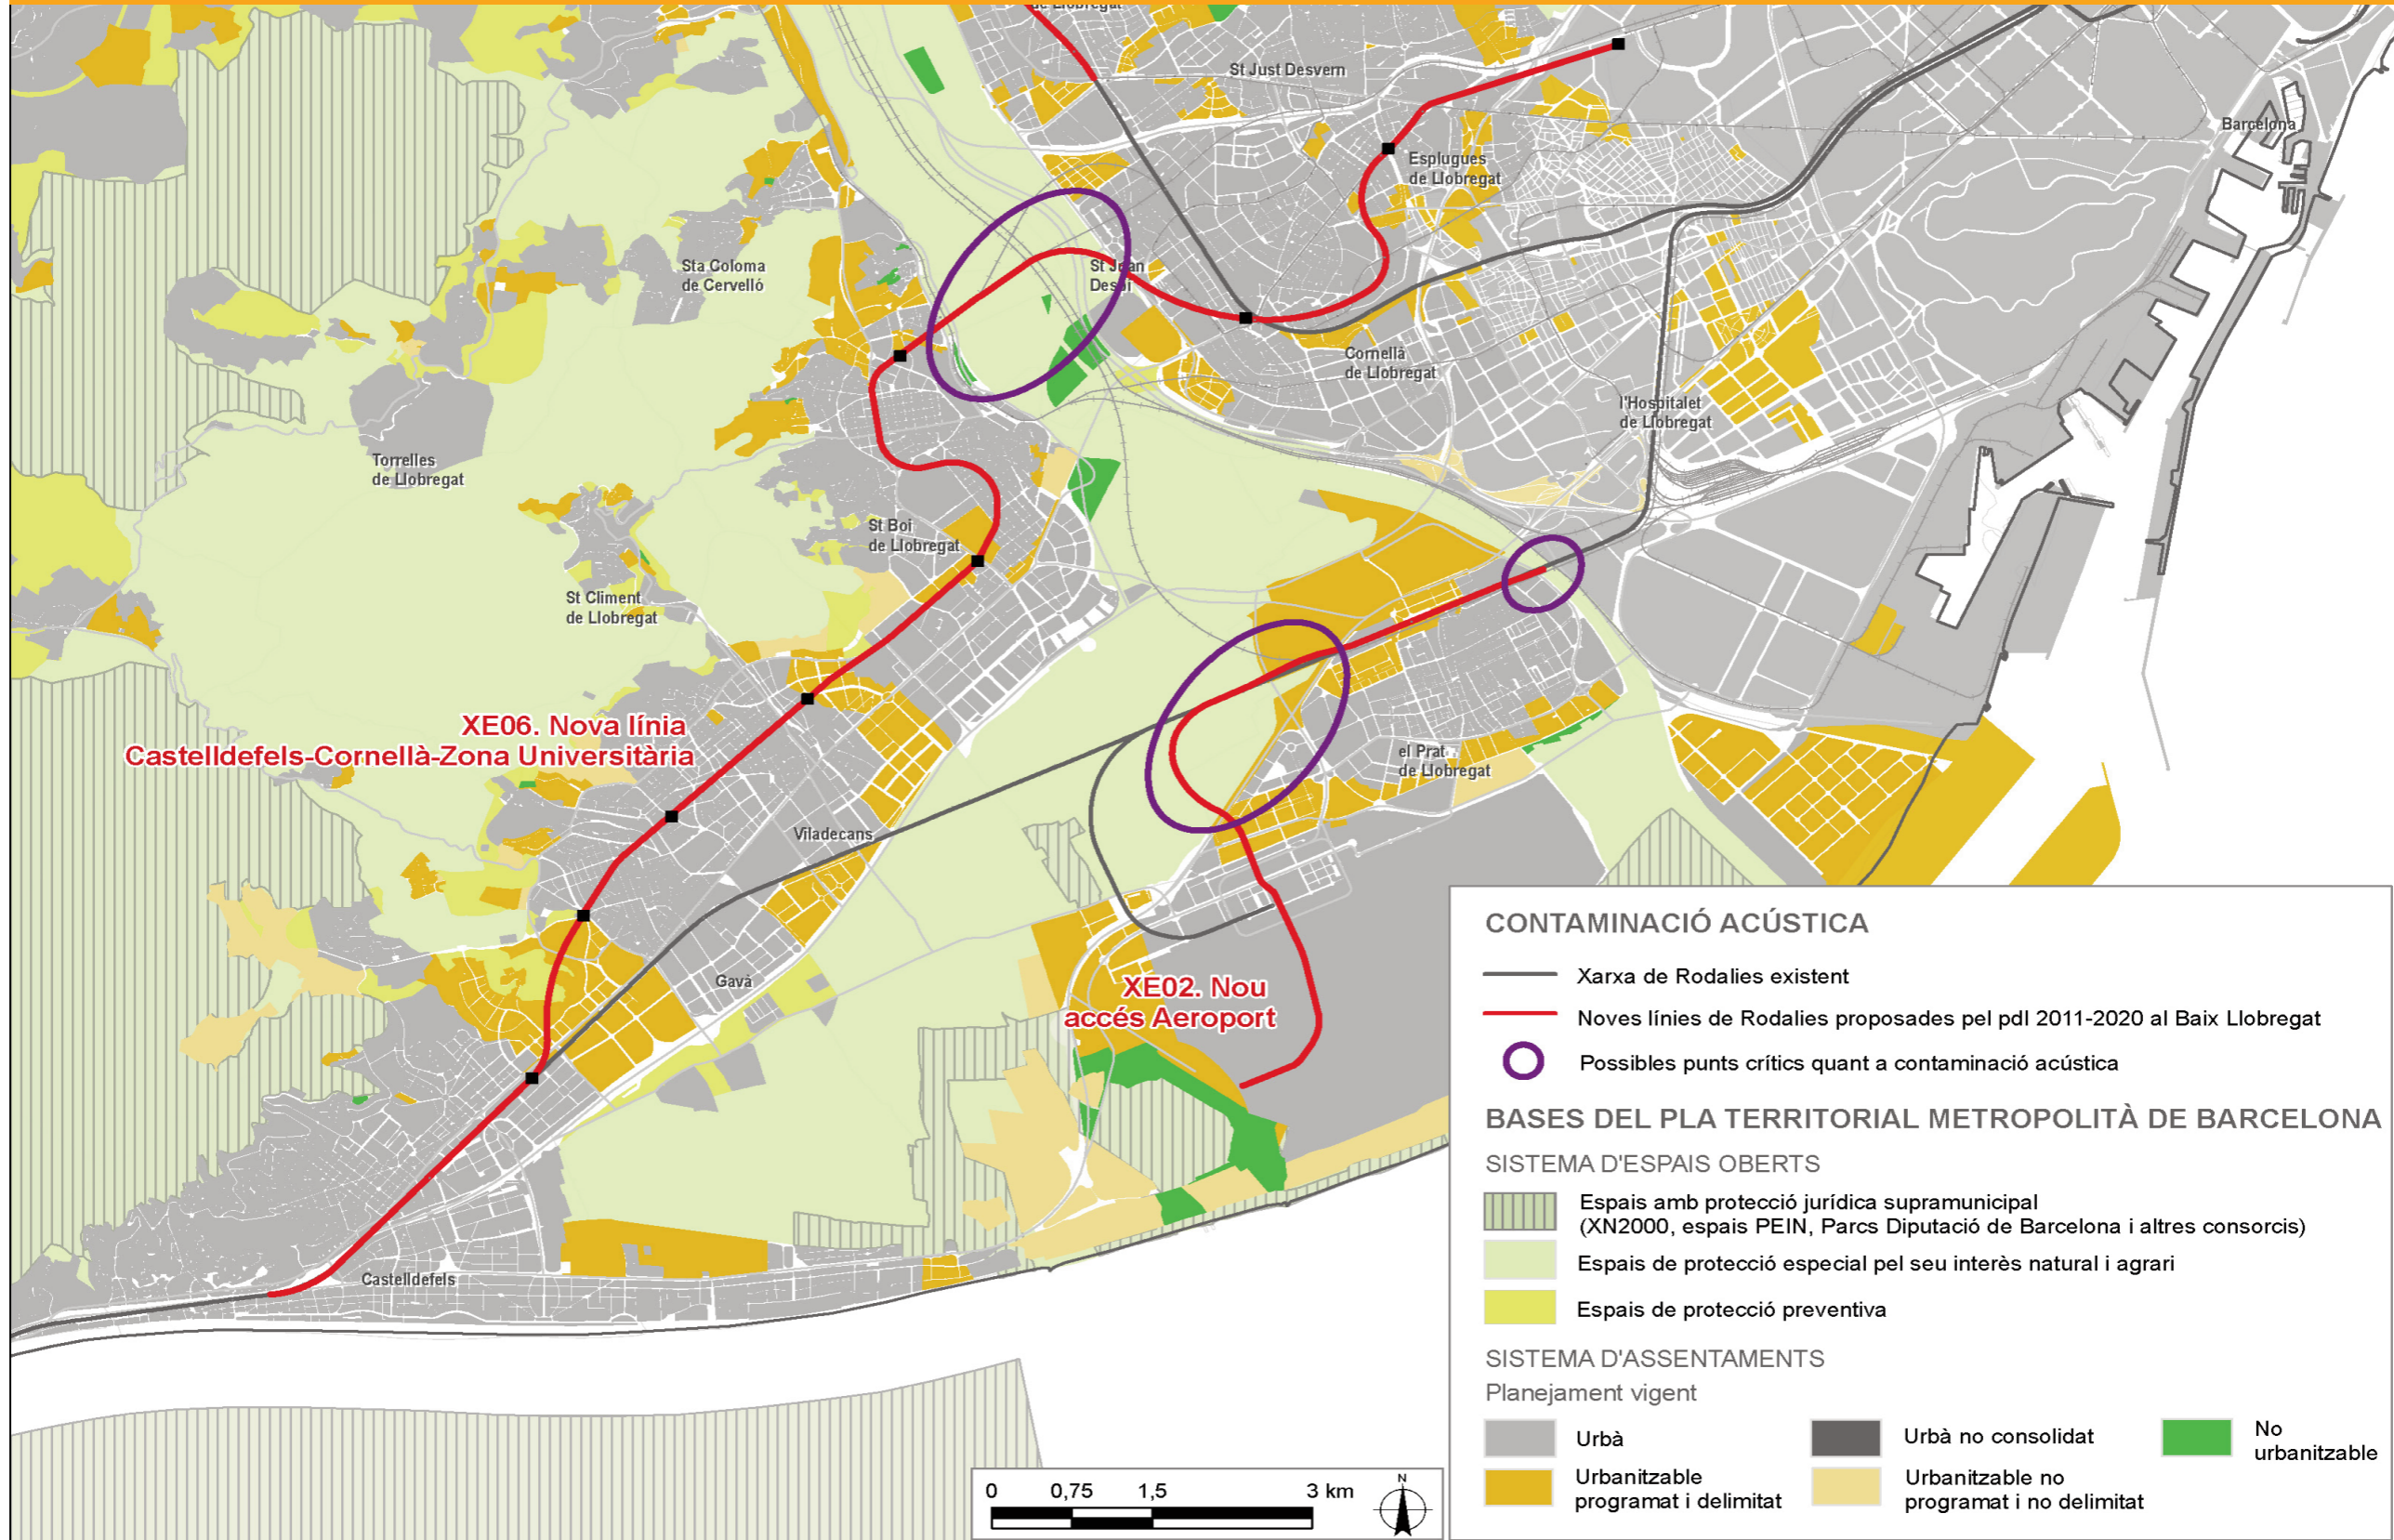 de Llobregat
St Just Desvern
Barcelona
Esplugues
de Llobregat
Sta Coloma
de Cervelló
St Joan
Despí
Cornellà
de Llobregat
l'Hospitalet
de Llobregat
Torrelles
de Llobregat
St Boi
de Llobregat
St Climent
de Llobregat
XE06. Nova línia
Castelldefels-Cornellà-Zona Universitària
el Prat
de Llobregat
Viladecans
Gavà
XE02. Nou
accés Aeroport
Castelldefels
CONTAMINACIÓ ACÚSTICA
Xarxa de Rodalies existent
Noves línies de Rodalies proposades pel pdI 2011-2020 al Baix Llobregat
Possibles punts crítics quant a contaminació acústica
BASES DEL PLA TERRITORIAL METROPOLITÀ DE BARCELONA
SISTEMA D'ESPAIS OBERTS
Espais amb protecció jurídica supramunicipal
(XN2000, espais PEIN, Parcs Diputació de Barcelona i altres consorcis)
Espais de protecció especial pel seu interès natural i agrari
Espais de protecció preventiva
SISTEMA D'ASSENTAMENTS
Planejament vigent
Urbà
Urbà no consolidat
No
urbanitzable
Urbanitzable
programat i delimitat
Urbanitzable no
programat i no delimitat
0 0,75 1,5 3 km
N